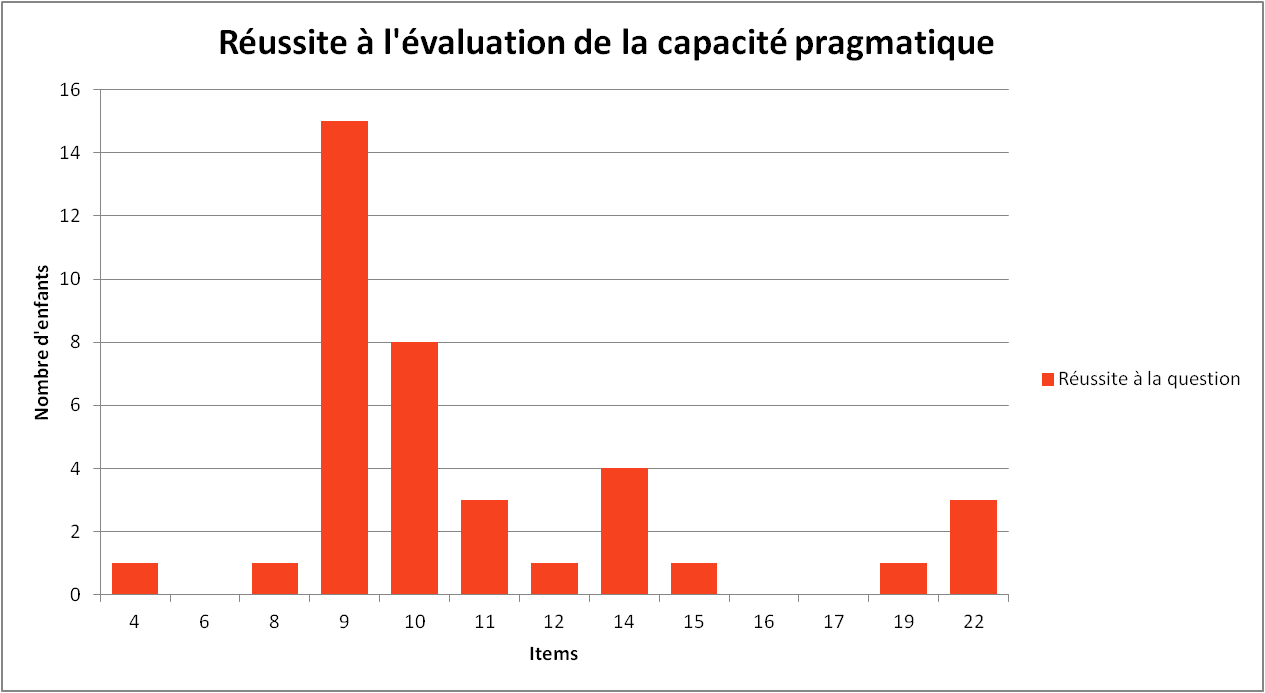 Réussite à l'évaluation de la capacité pragmatique
16
14
12
10
8
6
4
2
0
Nombre d'enfants
4 6 8 9 10 11 12 14 15 16 17 19 22
Items
Réussite à la question